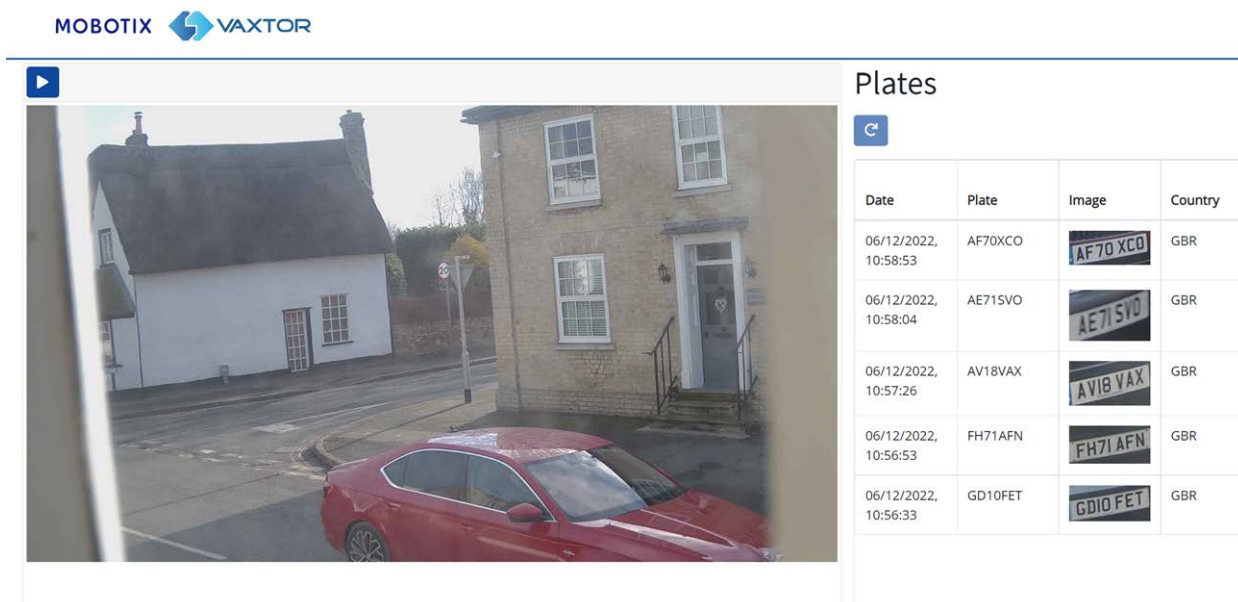 MOBOTIX VAXTOR
Plates
Date Plate Image Country
06/12/2022, 10:58:53 AF70XCO AF70 XCO GBR
06/12/2022, 10:58:04 AE71SVO AE71 SVO GBR
06/12/2022, 10:57:26 AV18VAX AV18 VAX GBR
06/12/2022, 10:56:53 FH71AFN FH71 AFN GBR
06/12/2022, 10:56:33 GD10FET GD10 FET GBR
20